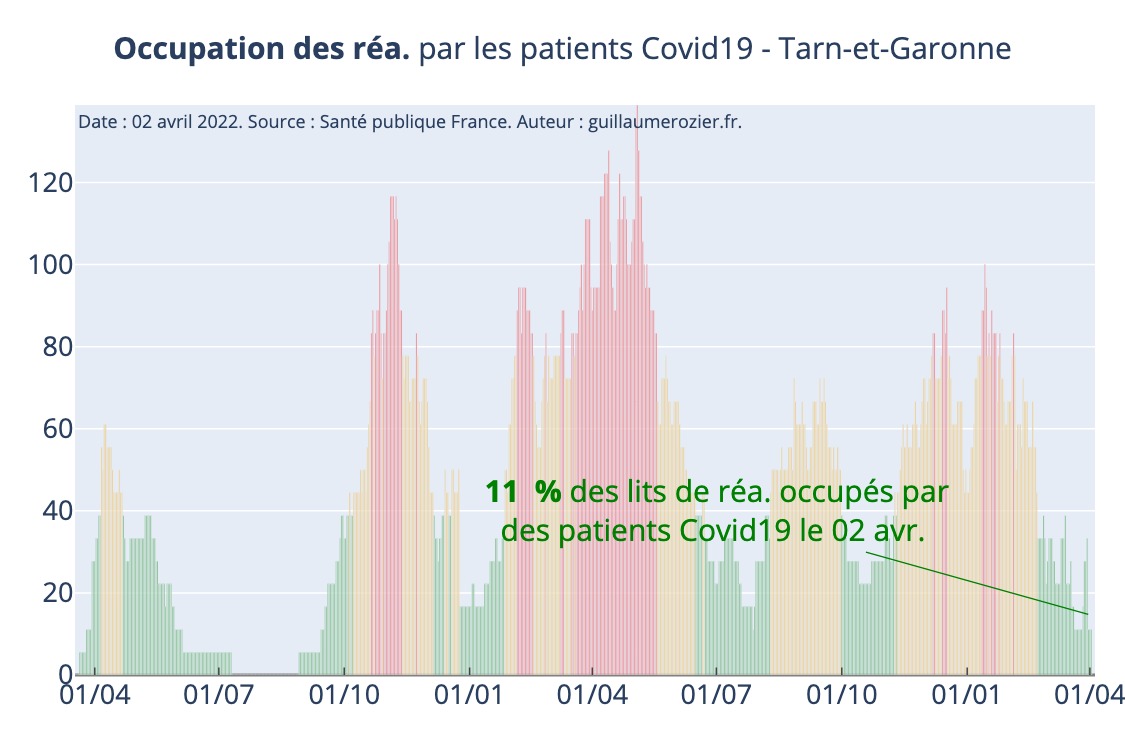 Occupation des réa. par les patients Covid19 - Tarn-et-Garonne
Date : 02 avril 2022. Source : Santé publique France. Auteur : guillaumerozier.fr.
120
100
80
60
40
20
0
11 % des lits de réa. occupés par
des patients Covid19 le 02 avr.
01/04 01/07 01/10 01/01 01/04 01/07 01/10 01/01 01/04